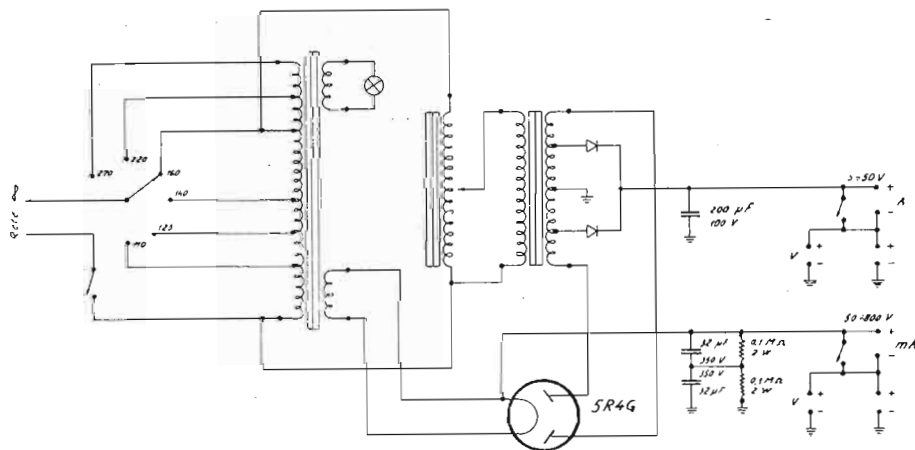 270
220
160
140
125
110
200 µF
100 V
0÷50 V
+
-
A
V
+
-
+
-
50÷800 V
+
-
mA
32 µF
350 V
350 V
32 µF
0.1 MΩ
2 W
0.1 MΩ
2 W
V
+
-
+
-
5R4G